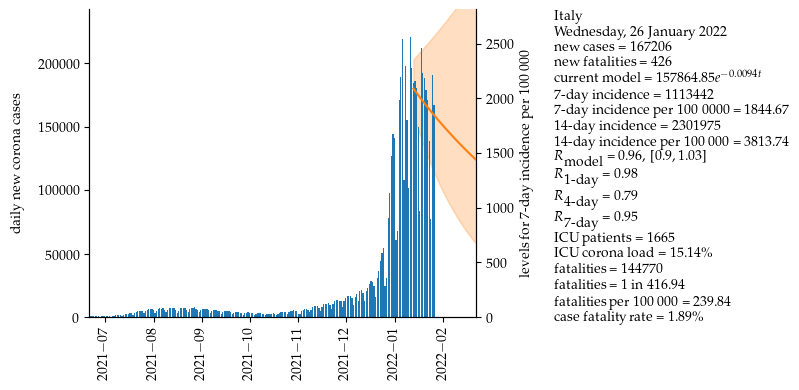 daily new corona cases
200000
150000
100000
50000
0
2021−07
2021−08
2021−09
2021−10
2021−11
2021−12
2022−01
2022−02
2500
2000
1500
1000
500
0
levels for 7-day incidence per 100 000
Italy
Wednesday, 26 January 2022
new cases = 167206
new fatalities = 426
current model = 157864.85e^−0.0094t
7-day incidence = 1113442
7-day incidence per 100 0000 = 1844.67
14-day incidence = 2301975
14-day incidence per 100 000 = 3813.74
R_model = 0.96, [0.9, 1.03]
R_1-day = 0.98
R_4-day = 0.79
R_7-day = 0.95
ICU patients = 1665
ICU corona load = 15.14%
fatalities = 144770
fatalities = 1 in 416.94
fatalities per 100 000 = 239.84
case fatality rate = 1.89%